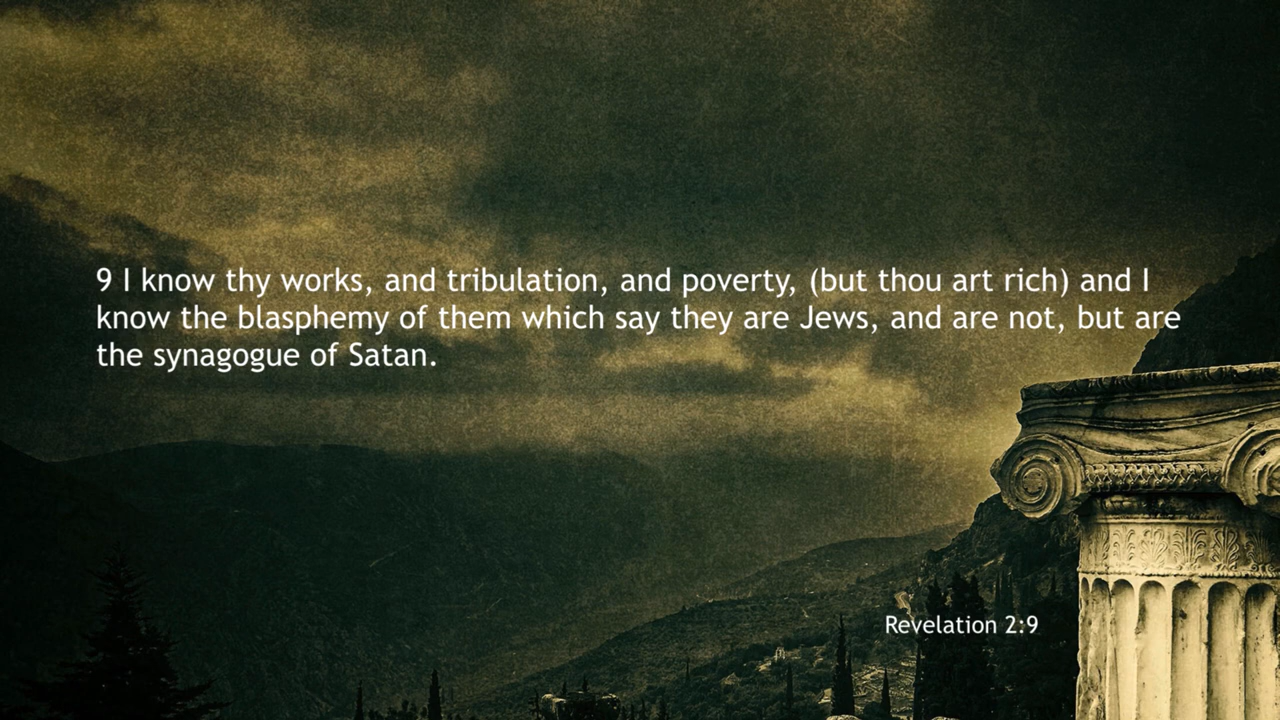 9 I know thy works, and tribulation, and poverty, (but thou art rich) and I
know the blasphemy of them which say they are Jews, and are not, but are
the synagogue of Satan.
Revelation 2:9